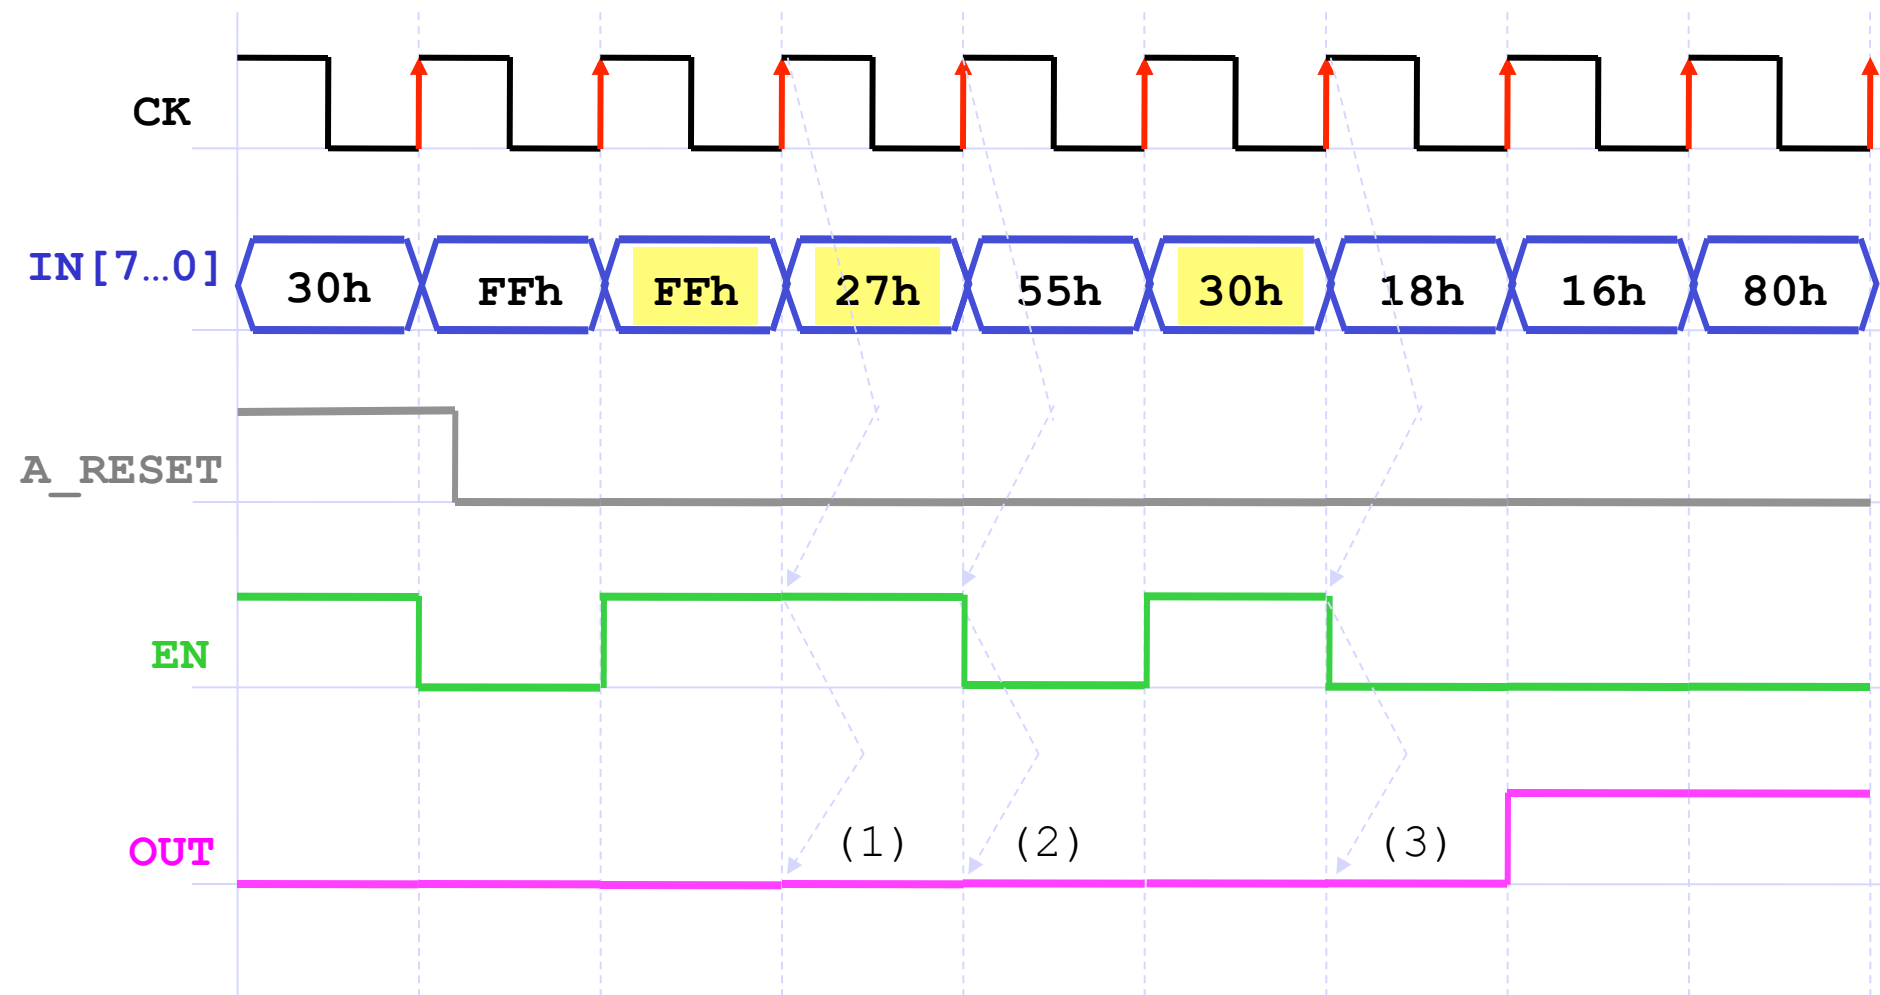 CK
IN[7…0] 30h FFh FFh 27h 55h 30h 18h 16h 80h
A_RESET
EN
OUT (1) (2) (3)